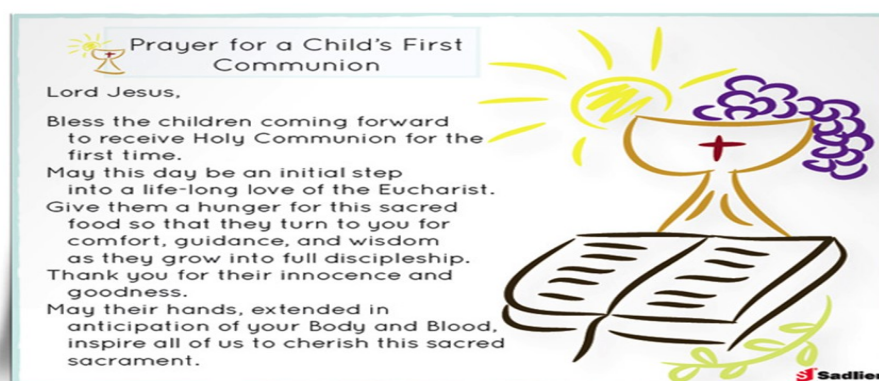 Prayer for a Child's First
Communion
Lord Jesus,
Bless the children coming forward
to receive Holy Communion for the
first time.
May this day be an initial step
into a life-long love of the Eucharist.
Give them a hunger for this sacred
food so that they turn to you for
comfort, guidance, and wisdom
as they grow into full discipleship.
Thank you for their innocence and
goodness.
May their hands, extended in
anticipation of your Body and Blood,
inspire all of us to cherish this sacred
sacrament.
Sadlier